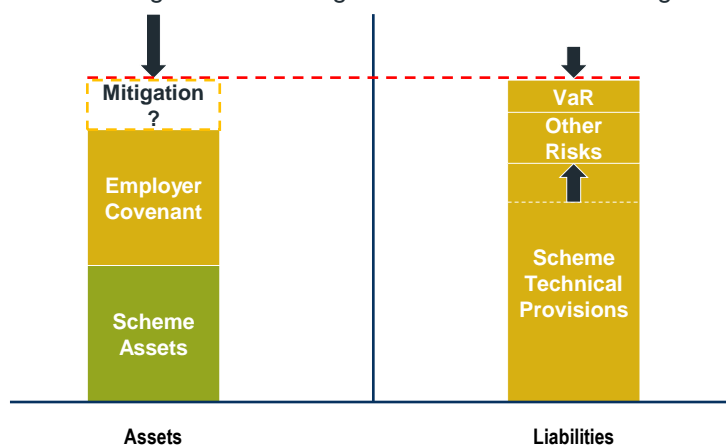 Mitigation
?
Employer
Covenant
Scheme
Assets
VaR
Other
Risks
Scheme
Technical
Provisions
Assets
Liabilities